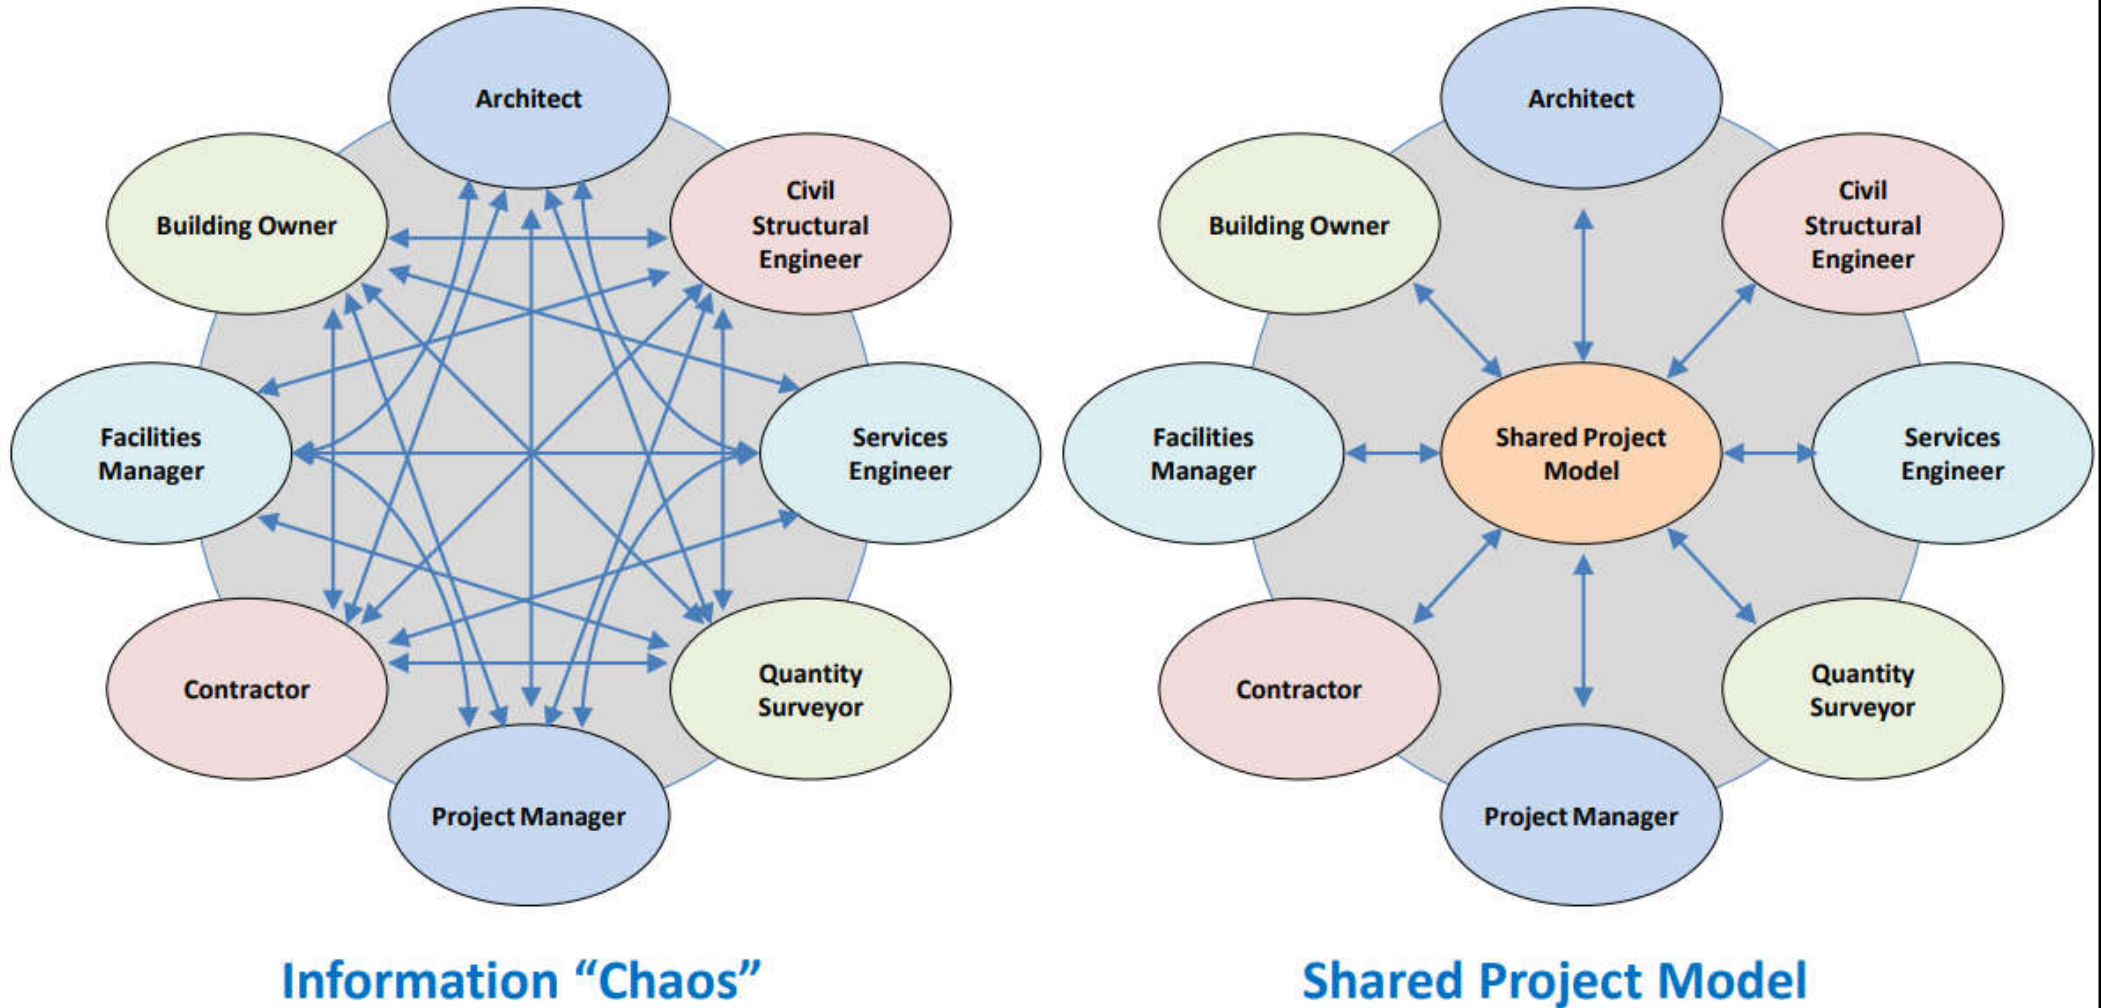 Architect
Civil
Structural
Engineer
Building Owner
Facilities
Manager
Services
Engineer
Contractor
Quantity
Surveyor
Project Manager
Information “Chaos”
Architect
Civil
Structural
Engineer
Building Owner
Facilities
Manager
Shared Project
Model
Services
Engineer
Contractor
Quantity
Surveyor
Project Manager
Shared Project Model